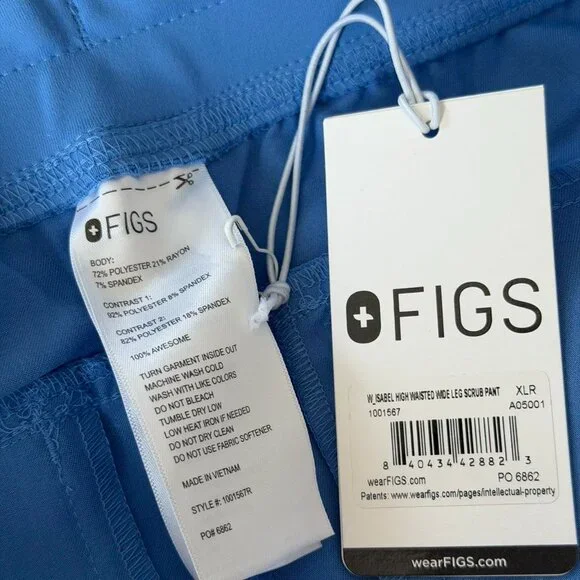 FIGS
BODY:
72% POLYESTER 21% RAYON
7% SPANDEX
CONTRAST 1:
92% POLYESTER 8% SPANDEX
CONTRAST 2:
82% POLYESTER 18% SPANDEX
100% AWESOME
TURN GARMENT INSIDE OUT
MACHINE WASH COLD
WASH WITH LIKE COLORS
DO NOT BLEACH
TUMBLE DRY LOW
LOW HEAT IRON IF NEEDED
DO NOT DRY CLEAN
DO NOT USE FABRIC SOFTENER
MADE IN VIETNAM
STYLE #: 1001567R
PO# 6862
FIGS
W_ISABEL HIGH WAISTED WIDE LEG SCRUB PANT XLR
1001567 A05001
8 40434 42882 3
wearFIGS.com PO 6862
Patents: www.wearfigs.com/pages/intellectual-property
wearFIGS.com